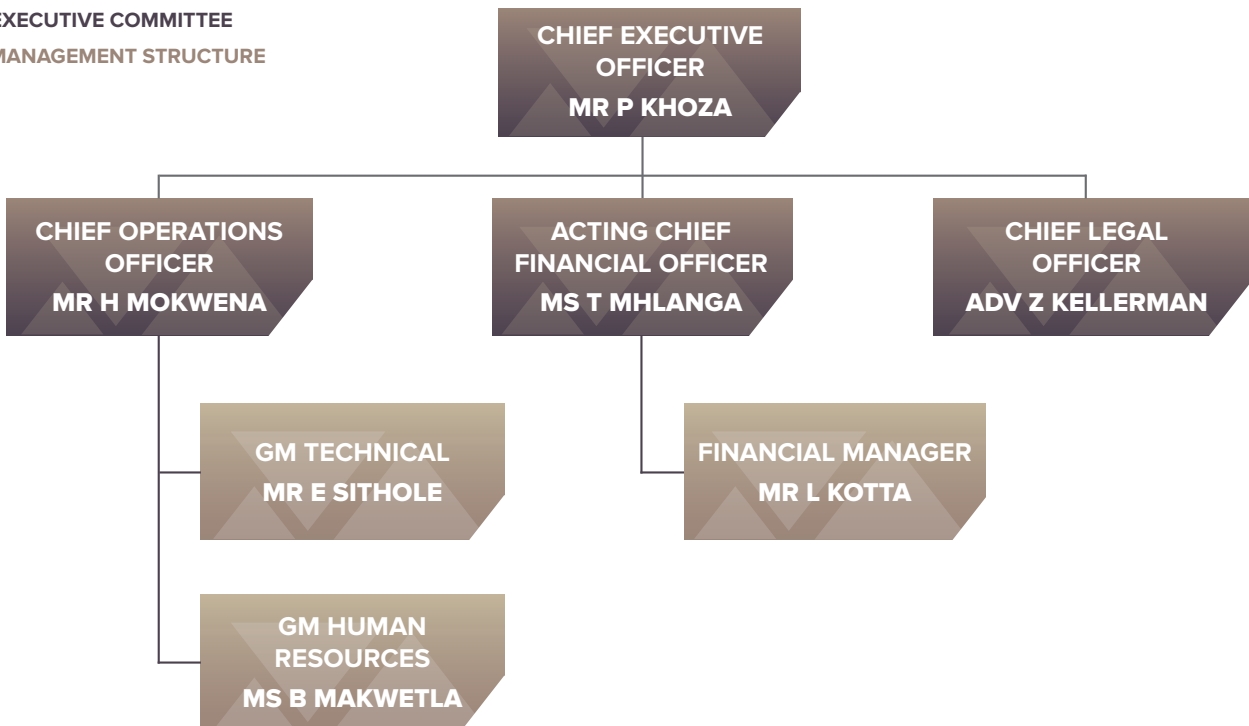 EXECUTIVE COMMITTEE
MANAGEMENT STRUCTURE
CHIEF EXECUTIVE
OFFICER
MR P KHOZA
CHIEF OPERATIONS
OFFICER
MR H MOKWENA
ACTING CHIEF
FINANCIAL OFFICER
MS T MHLANGA
CHIEF LEGAL
OFFICER
ADV Z KELLERMAN
GM TECHNICAL
MR E SITHOLE
FINANCIAL MANAGER
MR L KOTTA
GM HUMAN
RESOURCES
MS B MAKWETLA